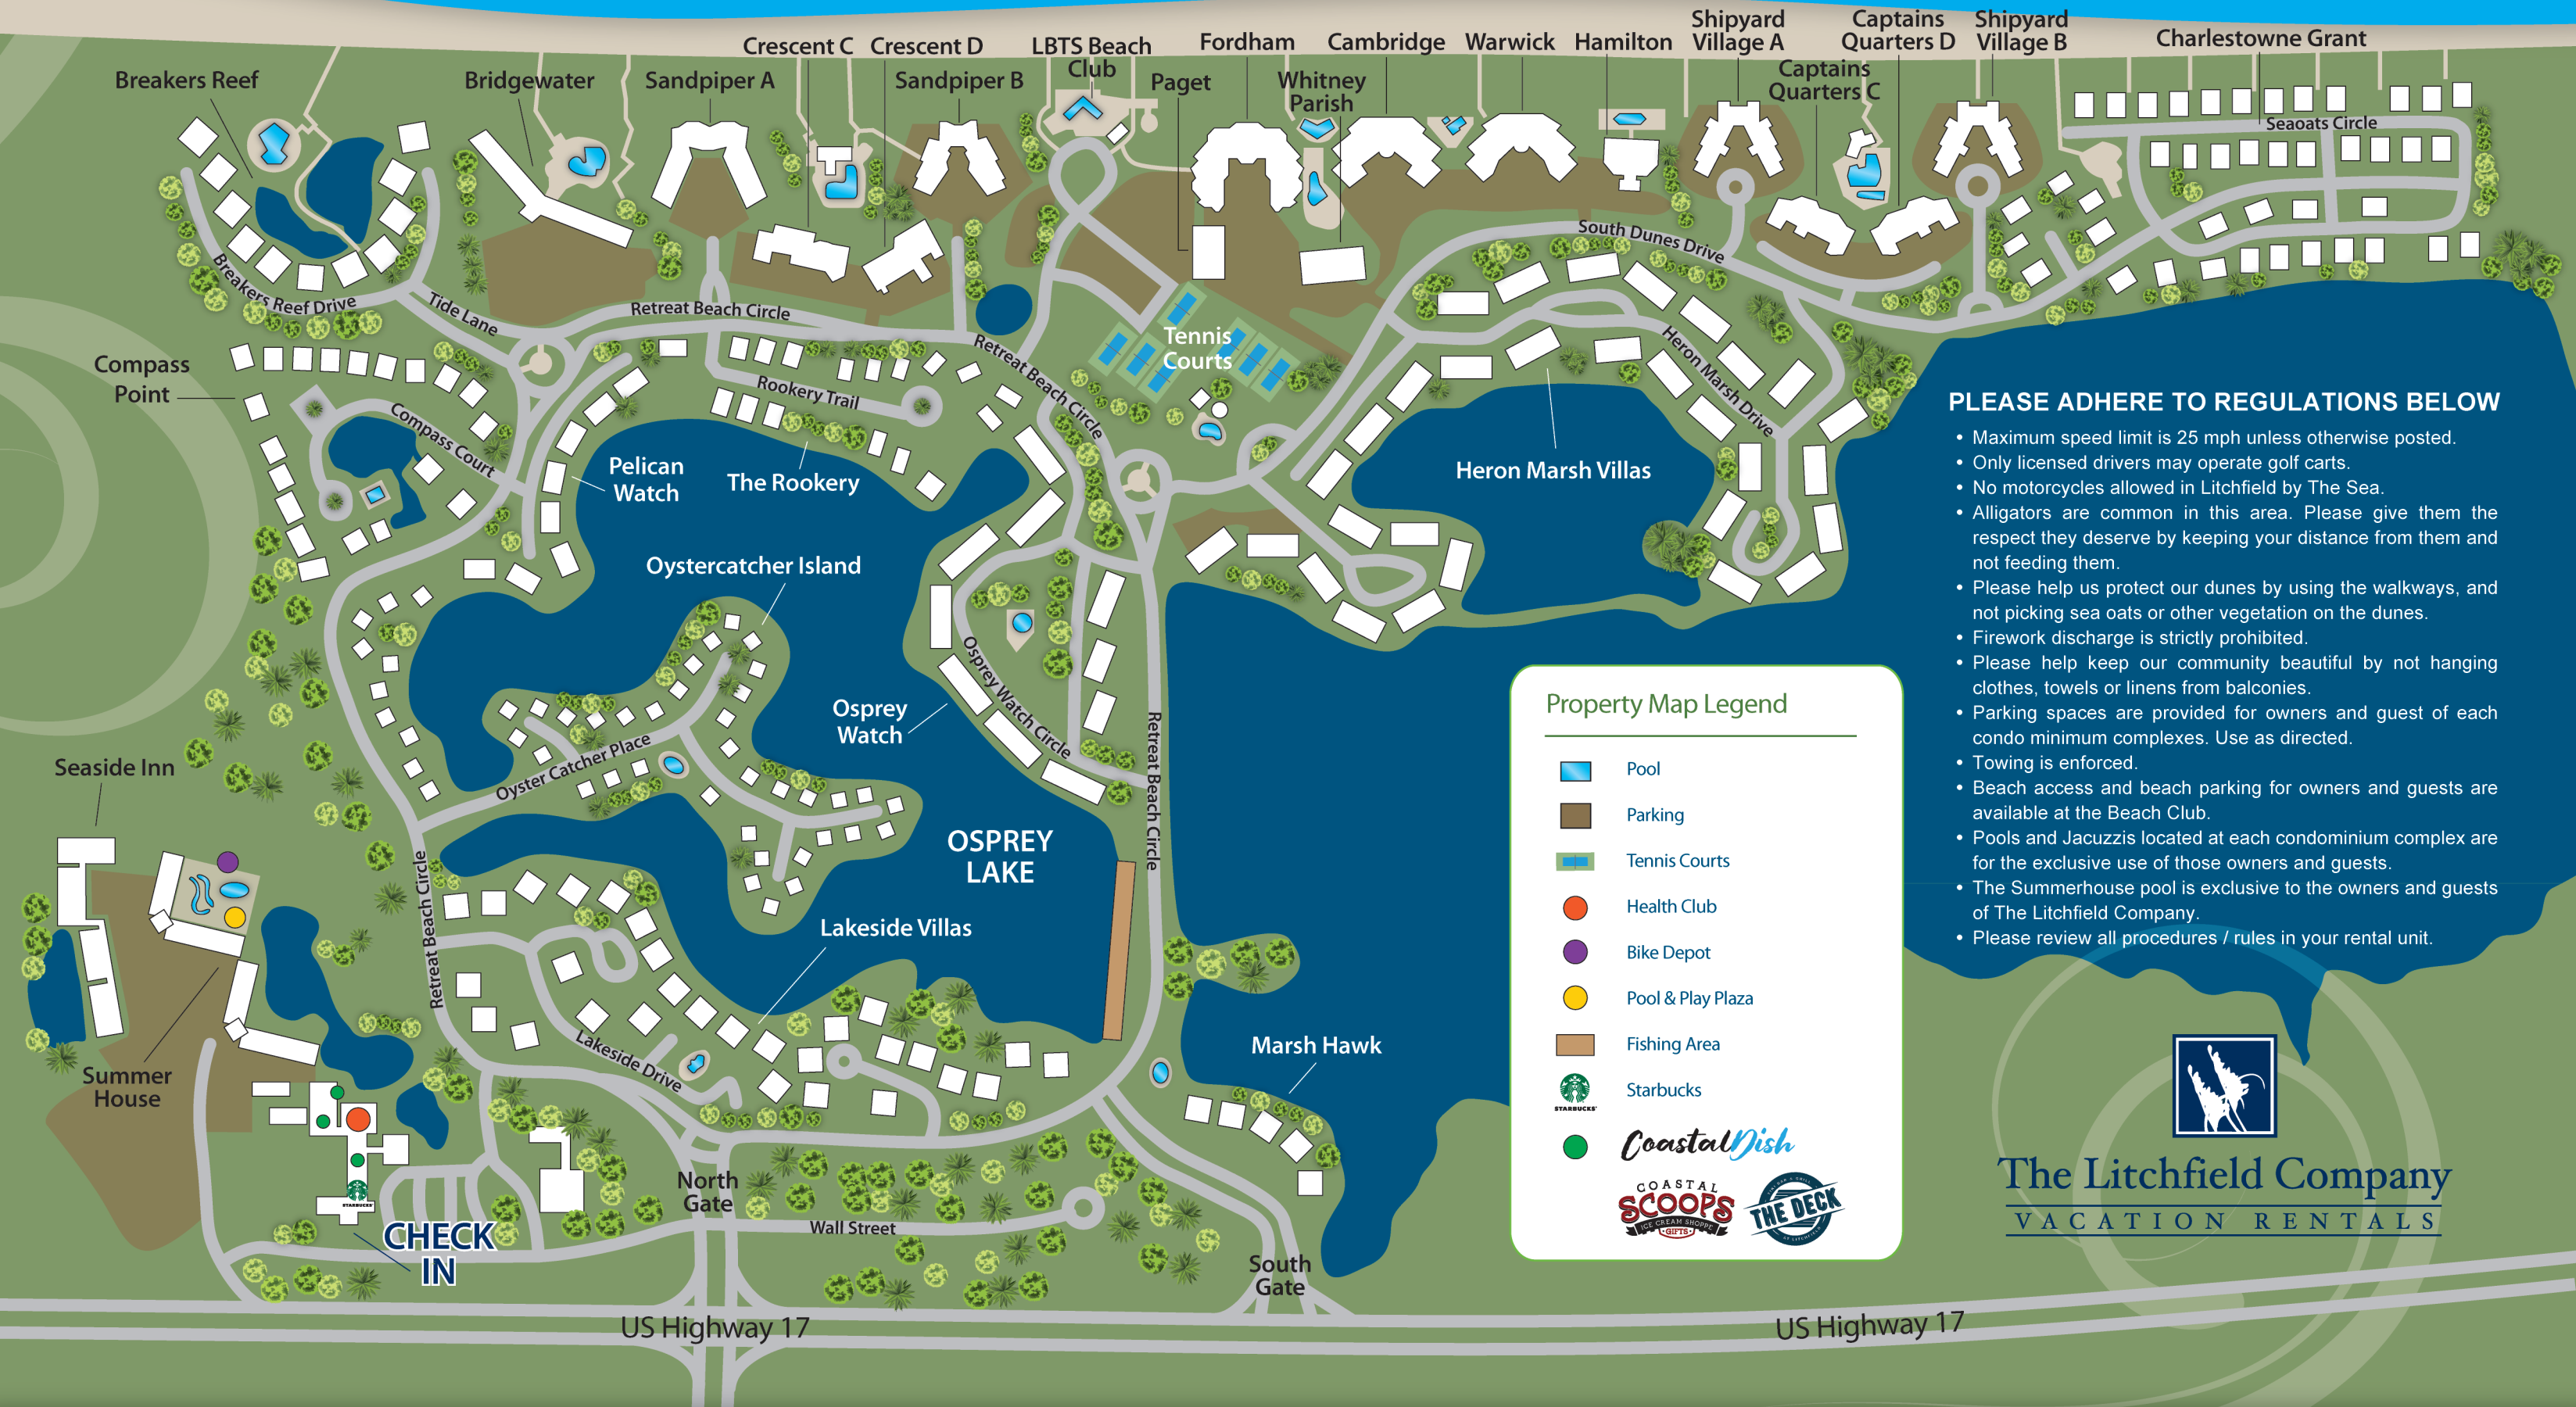 Crescent C
Crescent D
LBTS Beach
Club
Fordham
Cambridge
Warwick
Hamilton
Shipyard
Village A
Captains
Quarters D
Shipyard
Village B
Charlestowne Grant
Breakers Reef
Bridgewater
Sandpiper A
Sandpiper B
Paget
Whitney
Parish
Captains
Quarters C
Seaoats Circle
South Dunes Drive
Breakers Reef Drive
Tide Lane
Retreat Beach Circle
Tennis
Courts
Retreat Beach Circle
Heron Marsh Drive
Compass
Point
Compass Court
Rookery Trail
Pelican
Watch
The Rookery
Heron Marsh Villas
PLEASE ADHERE TO REGULATIONS BELOW
• Maximum speed limit is 25 mph unless otherwise posted.
• Only licensed drivers may operate golf carts.
• No motorcycles allowed in Litchfield by The Sea.
• Alligators are common in this area. Please give them the
respect they deserve by keeping your distance from them and
not feeding them.
• Please help us protect our dunes by using the walkways, and
not picking sea oats or other vegetation on the dunes.
• Firework discharge is strictly prohibited.
• Please help keep our community beautiful by not hanging
clothes, towels or linens from balconies.
• Parking spaces are provided for owners and guest of each
condo minimum complexes. Use as directed.
• Towing is enforced.
• Beach access and beach parking for owners and guests are
available at the Beach Club.
• Pools and Jacuzzis located at each condominium complex are
for the exclusive use of those owners and guests.
• The Summerhouse pool is exclusive to the owners and guests
of The Litchfield Company.
• Please review all procedures / rules in your rental unit.
Oystercatcher Island
Osprey Watch Circle
Osprey
Watch
Oyster Catcher Place
Retreat Beach Circle
Seaside Inn
OSPREY
LAKE
Retreat Beach Circle
Lakeside Villas
Lakeside Drive
Marsh Hawk
Summer
House
STARBUCKS
CHECK
IN
North
Gate
Wall Street
South
Gate
US Highway 17
US Highway 17
Property Map Legend
Pool
Parking
Tennis Courts
Health Club
Bike Depot
Pool & Play Plaza
Fishing Area
STARBUCKS
Starbucks
Coastal Dish
COASTAL
SCOOPS
ICE CREAM SHOPPE
GIFTS
THE DECK
The Litchfield Company
VACATION RENTALS